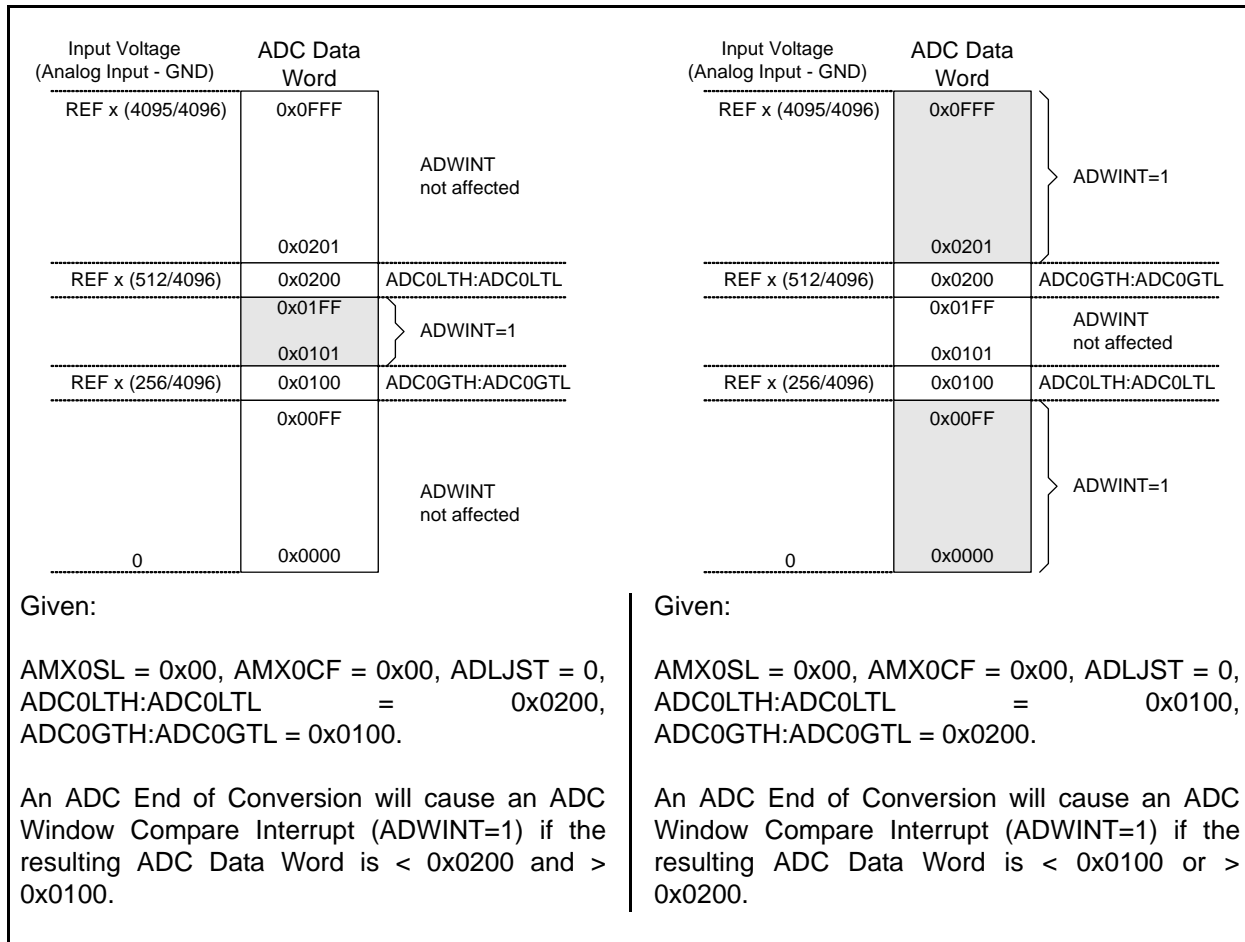 Input Voltage
(Analog Input - GND)
ADC Data
Word
REF x (4095/4096)
0x0FFF
ADWINT
not affected
0x0201
REF x (512/4096)
0x0200
ADC0LTH:ADC0LTL
0x01FF
ADWINT=1
0x0101
REF x (256/4096)
0x0100
ADC0GTH:ADC0GTL
0x00FF
ADWINT
not affected
0
0x0000
Given:
AMX0SL = 0x00, AMX0CF = 0x00, ADLJST = 0,
ADC0LTH:ADC0LTL = 0x0200,
ADC0GTH:ADC0GTL = 0x0100.
An ADC End of Conversion will cause an ADC
Window Compare Interrupt (ADWINT=1) if the
resulting ADC Data Word is < 0x0200 and >
0x0100.
Input Voltage
(Analog Input - GND)
ADC Data
Word
REF x (4095/4096)
0x0FFF
ADWINT=1
0x0201
REF x (512/4096)
0x0200
ADC0GTH:ADC0GTL
0x01FF
ADWINT
not affected
0x0101
REF x (256/4096)
0x0100
ADC0LTH:ADC0LTL
0x00FF
ADWINT=1
0
0x0000
Given:
AMX0SL = 0x00, AMX0CF = 0x00, ADLJST = 0,
ADC0LTH:ADC0LTL = 0x0100,
ADC0GTH:ADC0GTL = 0x0200.
An ADC End of Conversion will cause an ADC
Window Compare Interrupt (ADWINT=1) if the
resulting ADC Data Word is < 0x0100 or >
0x0200.